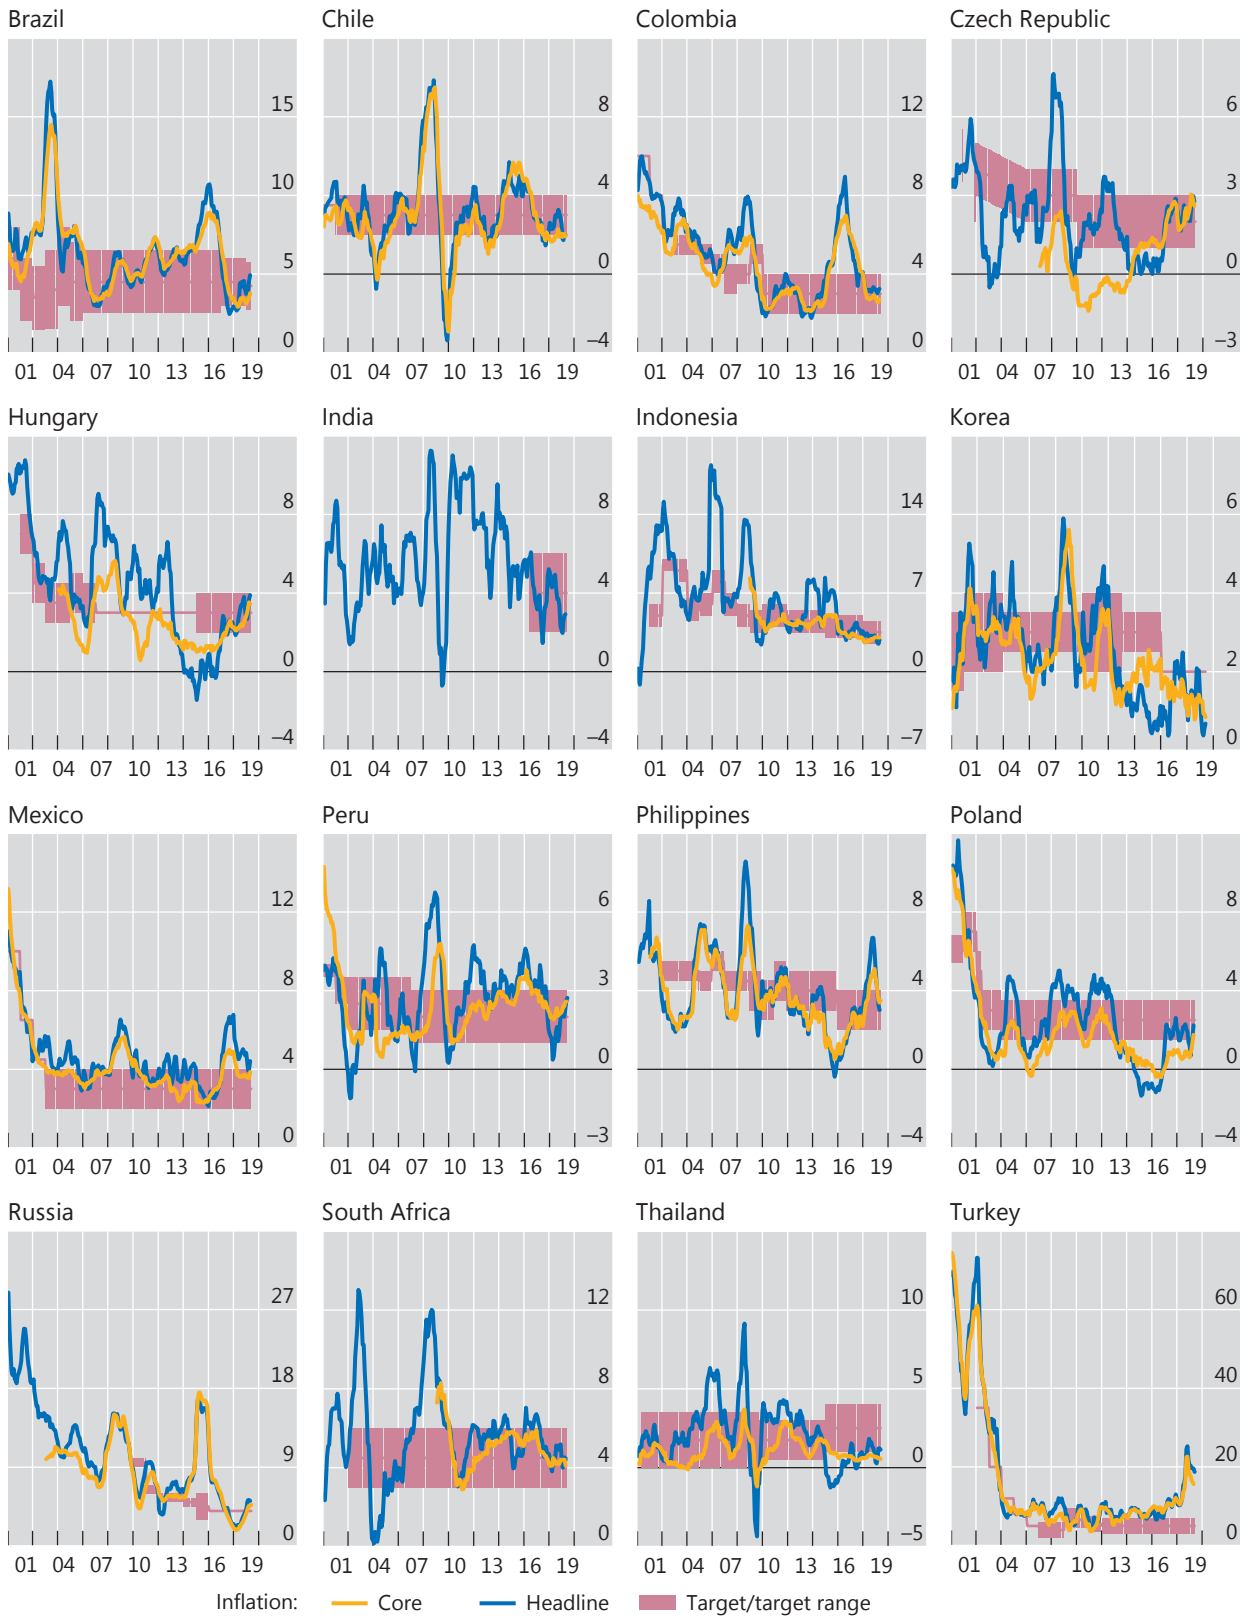 Brazil Chile Colombia Czech Republic
15 8 12 6
10 4 8 3
5 0 4 0
0 –4 0 –3
01 04 07 10 13 16 19 01 04 07 10 13 16 19 01 04 07 10 13 16 19 01 04 07 10 13 16 19
Hungary India Indonesia Korea
8 8 14 6
4 4 7 4
0 0 0 2
–4 –4 –7 0
01 04 07 10 13 16 19 01 04 07 10 13 16 19 01 04 07 10 13 16 19 01 04 07 10 13 16 19
Mexico Peru Philippines Poland
12 6 8 8
8 3 4 4
4 0 0 0
0 –3 –4 –4
01 04 07 10 13 16 19 01 04 07 10 13 16 19 01 04 07 10 13 16 19 01 04 07 10 13 16 19
Russia South Africa Thailand Turkey
27 12 10 60
18 8 5 40
9 4 0 20
0 0 –5 0
01 04 07 10 13 16 19 01 04 07 10 13 16 19 01 04 07 10 13 16 19 01 04 07 10 13 16 19
Inflation: Core Headline Target/target range